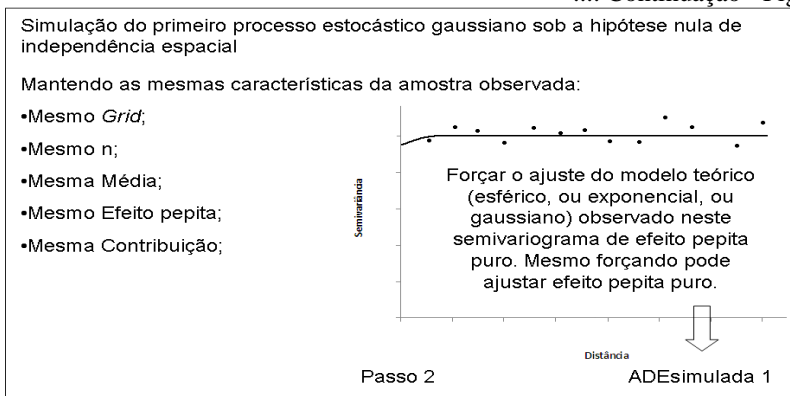 .... Continuação - Fig
Simulação do primeiro processo estocástico gaussiano sob a hipótese nula de
independência espacial
Mantendo as mesmas características da amostra observada:
•Mesmo Grid;
•Mesmo n;
•Mesma Média;
•Mesmo Efeito pepita;
•Mesma Contribuição;
Semivariância
Forçar o ajuste do modelo teórico
(esférico, ou exponencial, ou
gaussiano) observado neste
semivariograma de efeito pepita
puro. Mesmo forçando pode
ajustar efeito pepita puro.
Distância
Passo 2
ADEsimulada 1